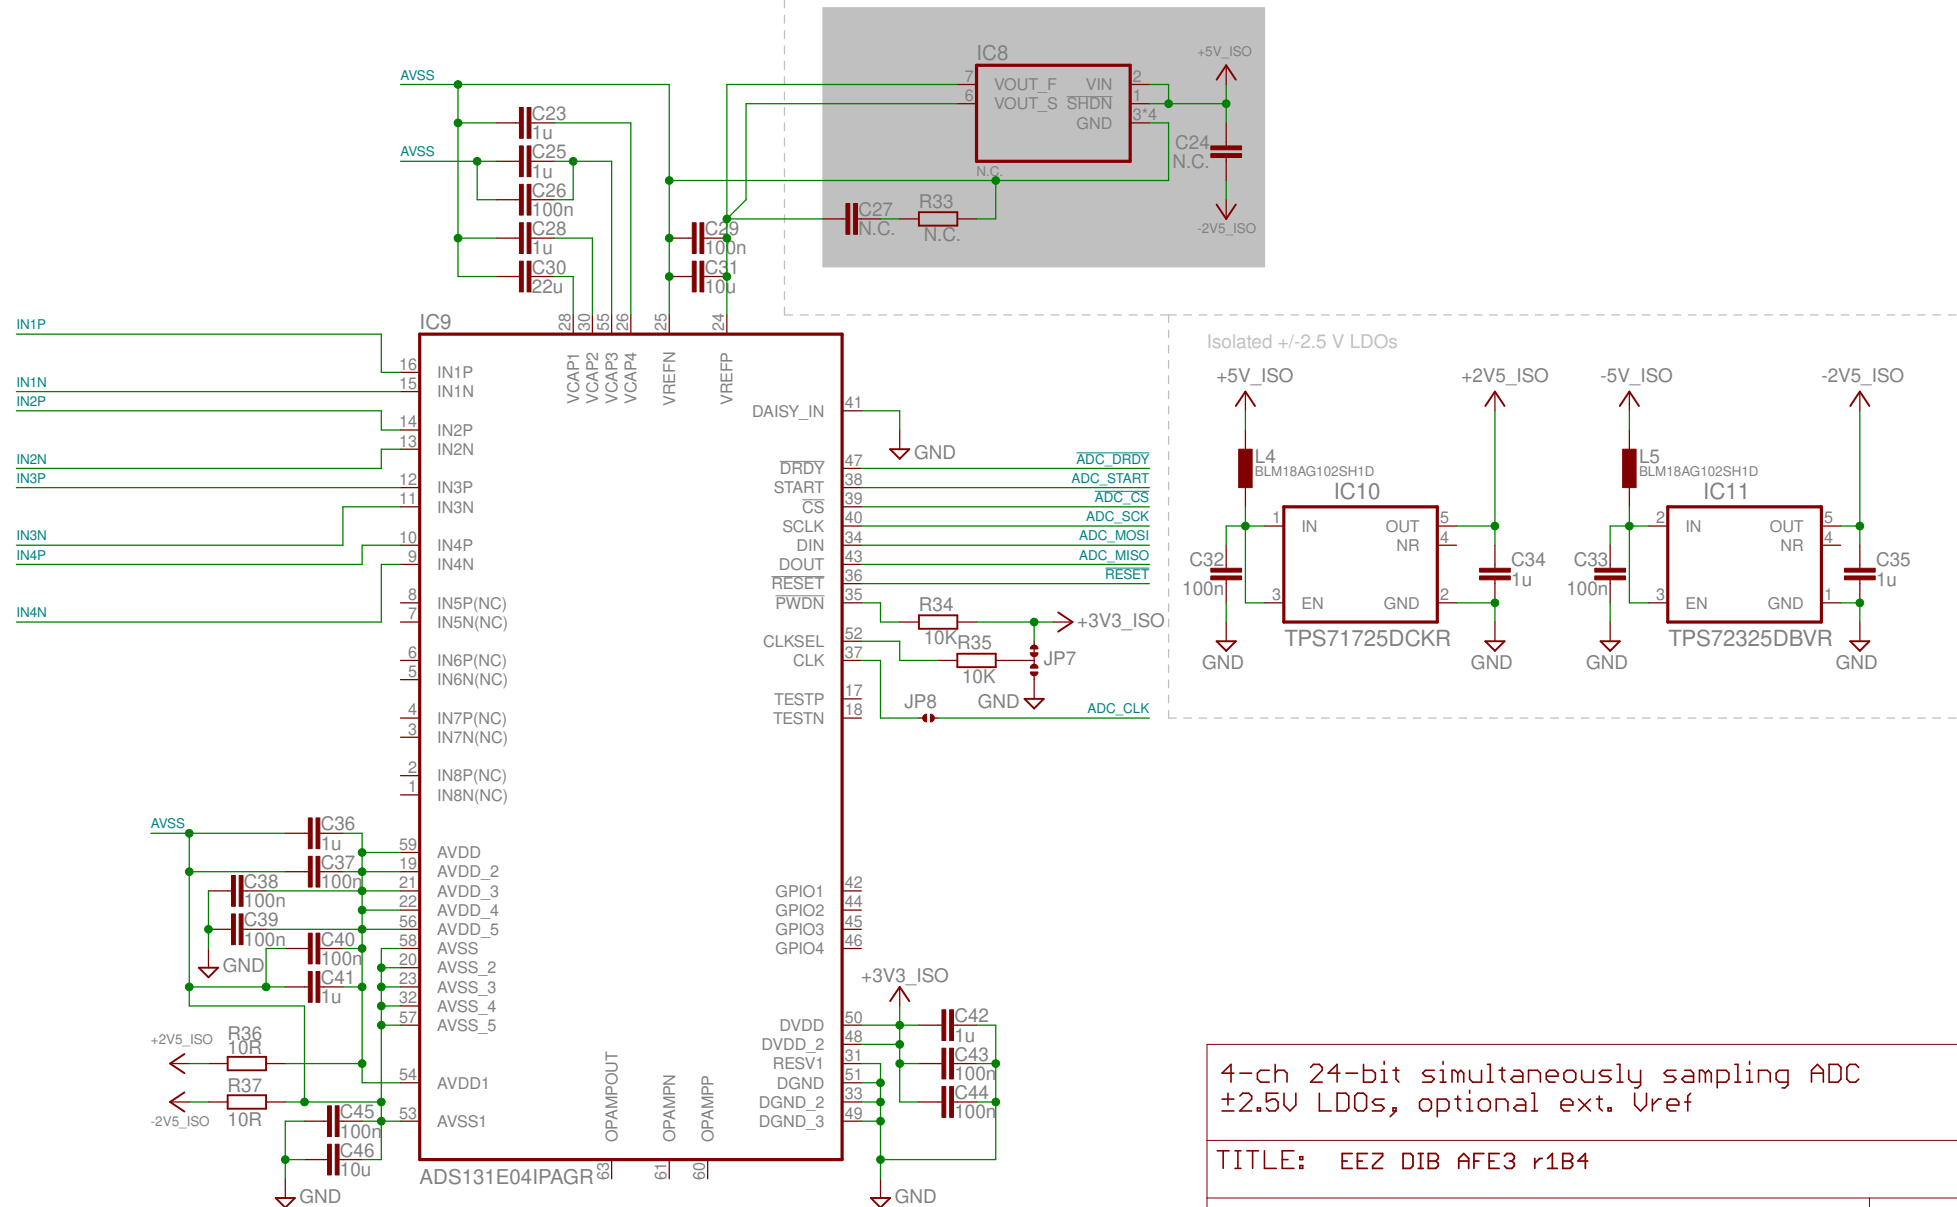 IC8
+5V_ISO
7 VOUT_F VIN 2
6 VOUT_S SHDN 1
GND 3*4
C24
N.C.
N.C.
C27
N.C.
R33
N.C.
-2V5_ISO
AVSS
C23
1u
AVSS
C25
1u
C26
100n
C28
1u
C30
22u
C29
100n
C31
10u
IC9
28 30 55 26 25 24
VCAP1 VCAP2 VCAP3 VCAP4 VREFN VREFP
IN1P
IN1N
IN2P
IN2N
IN3P
IN3N
IN4P
IN4N
16 IN1P
15 IN1N
14 IN2P
13 IN2N
12 IN3P
11 IN3N
10 IN4P
9 IN4N
8 IN5P(NC)
7 IN5N(NC)
6 IN6P(NC)
5 IN6N(NC)
4 IN7P(NC)
3 IN7N(NC)
2 IN8P(NC)
1 IN8N(NC)
59 AVDD
19 AVDD_2
21 AVDD_3
22 AVDD_4
56 AVDD_5
58 AVSS
20 AVSS_2
23 AVSS_3
32 AVSS_4
57 AVSS_5
54 AVDD1
53 AVSS1
DAISY_IN 41
GND
DRDY 47 ADC_DRDY
START 38 ADC_START
CS 39 ADC_CS
SCLK 40 ADC_SCK
DIN 34 ADC_MOSI
DOUT 43 ADC_MISO
RESET 36 RESET
PWDN 35
CLKSEL 52
CLK 37
TESTP 17
TESTN 18
R34
10K
+3V3_ISO
R35
10K
JP7
GND
JP8
ADC_CLK
GPIO1 42
GPIO2 44
GPIO3 45
GPIO4 46
+3V3_ISO
DVDD 50
DVDD_2 48
RESV1 31
DGND 51
DGND_2 33
DGND_3 49
C42
1u
C43
100n
C44
100n
GND
OPAMPOUT OPAMPN OPAMPP
63 61 60
ADS131E04IPAGR
AVSS
C36
1u
C37
100n
C38
100n
C39
100n
C40
100n
GND
C41
1u
+2V5_ISO
R36
10R
R37
10R
-2V5_ISO
C45
100n
C46
10u
GND
Isolated +/-2.5 V LDOs
+5V_ISO
+2V5_ISO
-5V_ISO
-2V5_ISO
L4
BLM18AG102SH1D
IC10
1 IN OUT 5
NR 4
3 EN GND 2
TPS71725DCKR
C32
100n
C34
1u
GND
GND
L5
BLM18AG102SH1D
IC11
2 IN OUT 5
NR 4
3 EN GND 1
TPS72325DBVR
C33
100n
C35
1u
GND
GND
4-ch 24-bit simultaneously sampling ADC
±2.5V LDOs, optional ext. Vref
TITLE: EEZ DIB AFE3 r1B4